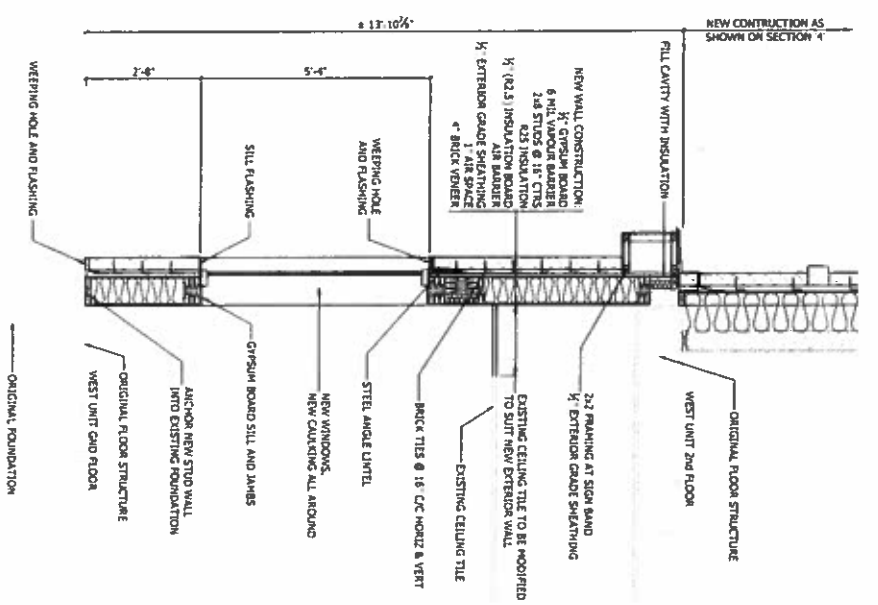 ± 13'-10⅞"
NEW CONTRUCTION AS
SHOWN ON SECTION '4'
2'-8"
5'-4"
WEEPING HOLE AND FLASHING
SILL FLASHING
WEEPING HOLE
AND FLASHING
NEW WALL CONSTRUCTION:
½" GYPSUM BOARD
6 MIL VAPOUR BARRIER
2x8 STUDS @ 16" CTRS
R25 INSULATION
½" (R2.5) INSULATION BOARD
AIR BARRIER
½" EXTERIOR GRADE SHEATHING
1" AIR SPACE
4" BRICK VENEER
FILL CAVITY WITH INSULATION
ORIGINAL FOUNDATION
WEST UNIT GND FLOOR
ORIGINAL FLOOR STRUCTURE
ANCHOR NEW STUD WALL
INTO EXISTING FOUNDATION
GYPSUM BOARD SILL AND JAMBS
NEW WINDOWS,
NEW CAULKING ALL AROUND
STEEL ANGLE LINTEL
BRICK TIES @ 16" C/C HORIZ & VERT
EXISTING CEILING TILE
EXISTING CEILING TILE TO BE MODIFIED
TO SUIT NEW EXTERIOR WALL
2x2 FRAMING AT SIGN BAND
½" EXTERIOR GRADE SHEATHING
WEST UNIT 2nd FLOOR
ORIGINAL FLOOR STRUCTURE